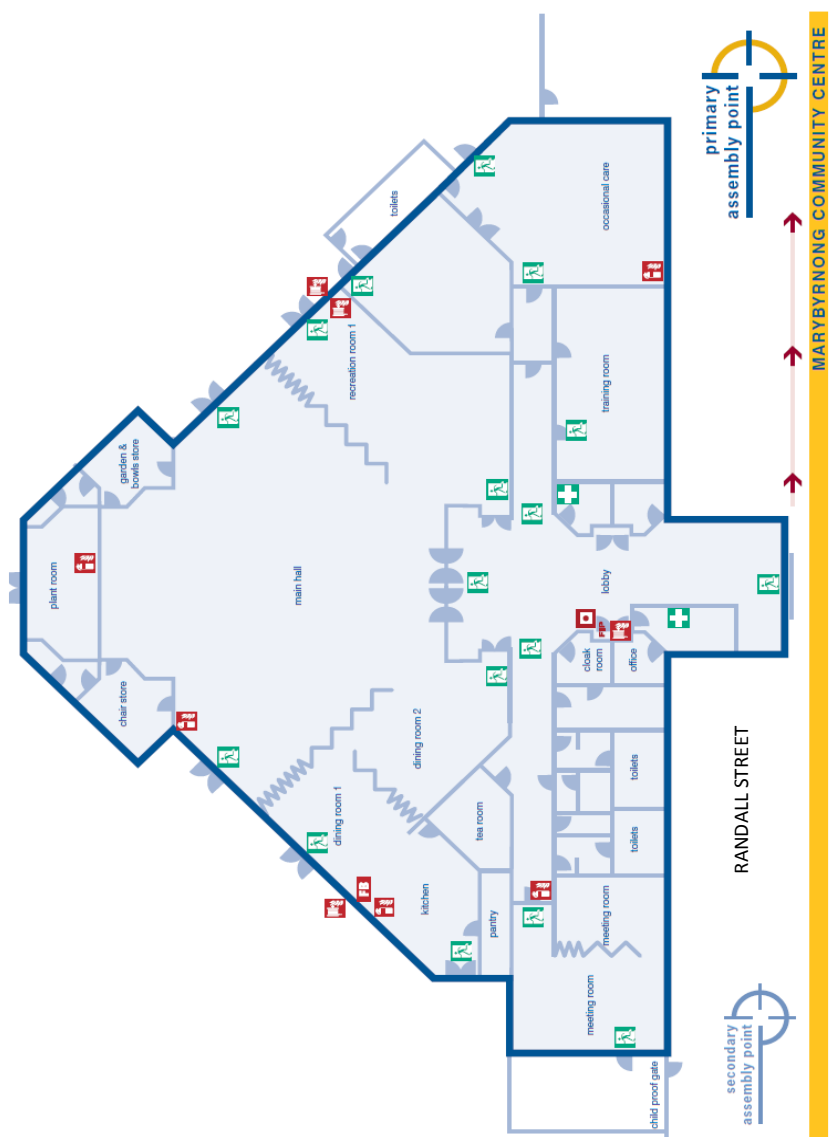 MARYBYRNONG COMMUNITY CENTRE
primary
assembly point
secondary
assembly point
RANDALL STREET
plant room
garden &
bowls store
chair store
main hall
recreation room 1
toilets
occasional care
training room
lobby
cloak
room
office
FIP
dining room 2
dining room 1
tea room
kitchen
pantry
FB
toilets
toilets
meeting room
meeting room
child proof gate